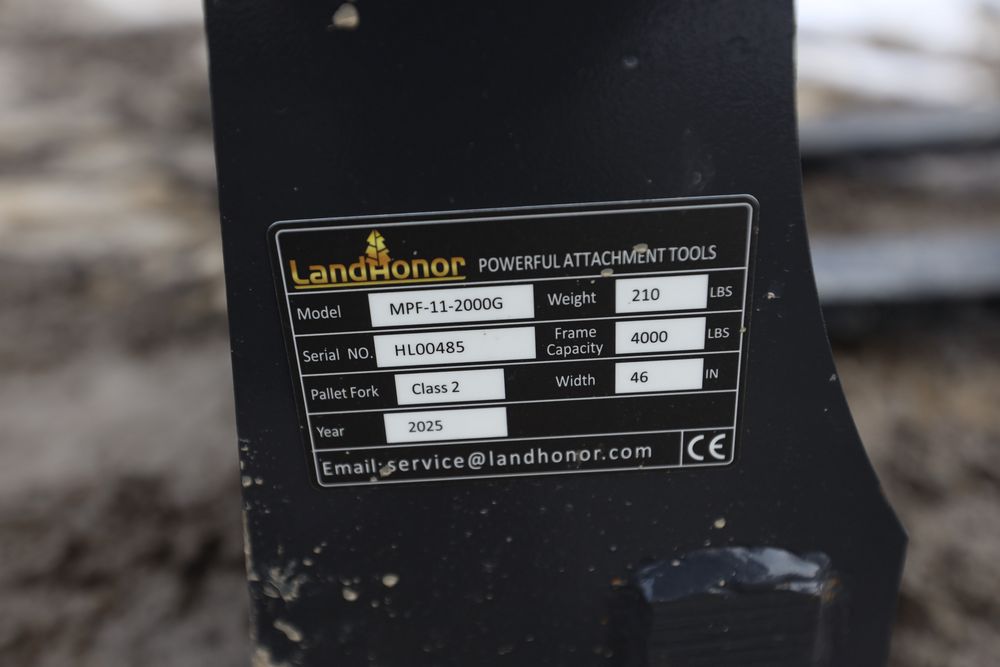 LandHonor POWERFUL ATTACHMENT TOOLS
Model MPF-11-2000G Weight 210 LBS
Serial NO. HL00485 Frame Capacity 4000 LBS
Pallet Fork Class 2 Width 46 IN
Year 2025
Email:service@landhonor.com CE